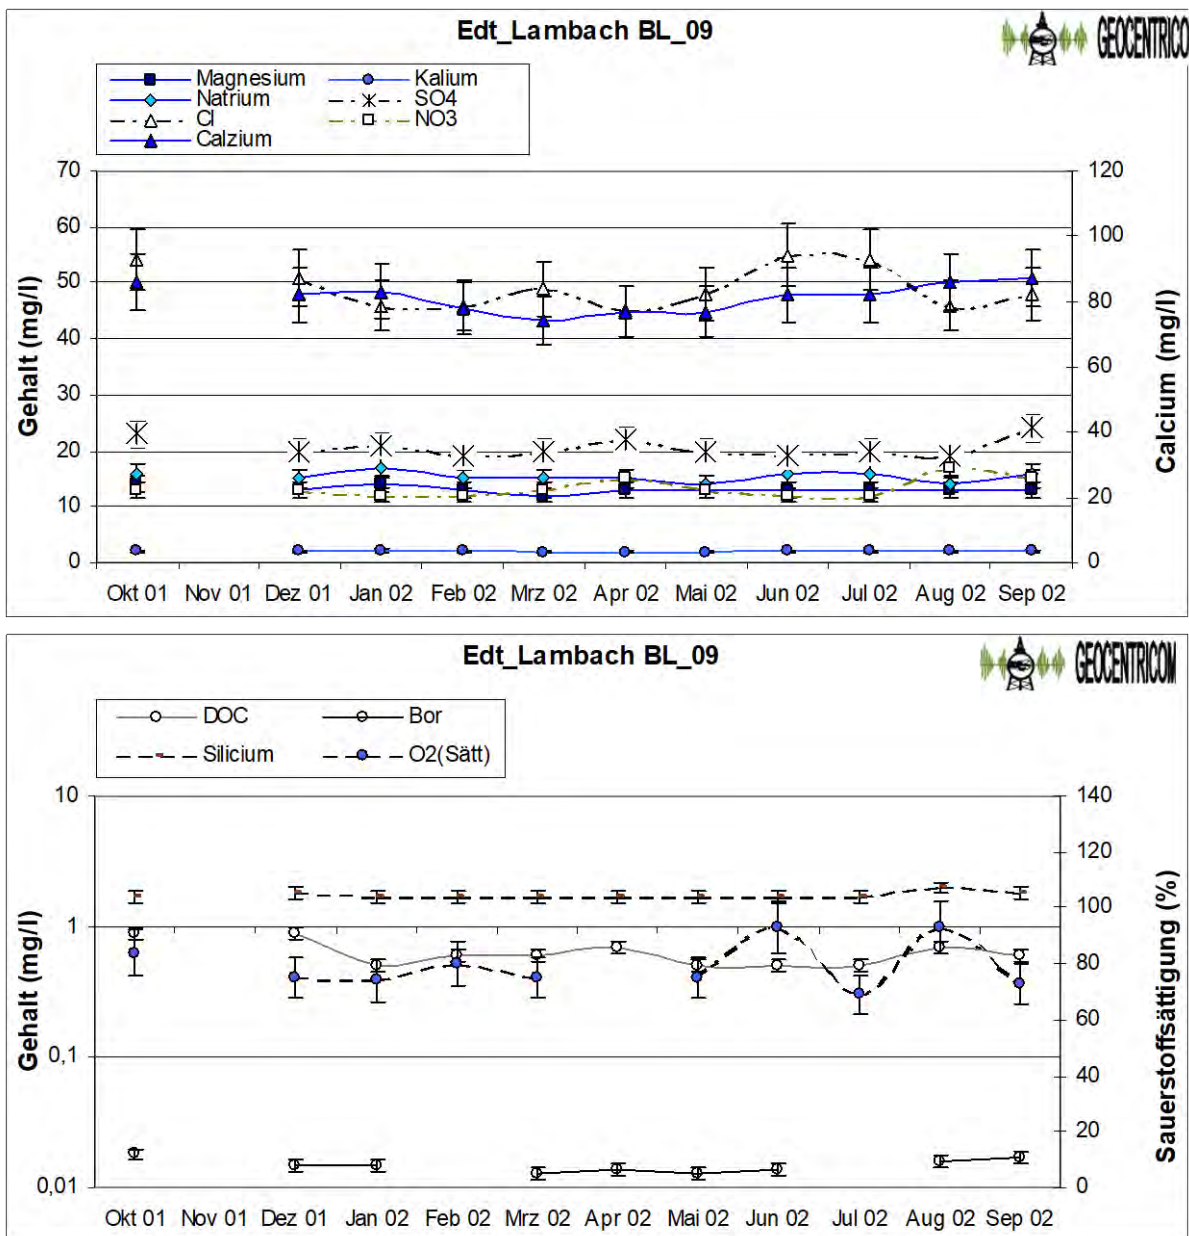 Edt_Lambach BL_09
GEOCENTRICO
Magnesium Kalium
Natrium SO4
Cl NO3
Calzium
Gehalt (mg/l)
70
60
50
40
30
20
10
0
Calcium (mg/l)
120
100
80
60
40
20
0
Okt 01 Nov 01 Dez 01 Jan 02 Feb 02 Mrz 02 Apr 02 Mai 02 Jun 02 Jul 02 Aug 02 Sep 02
Edt_Lambach BL_09
GEOCENTRICOM
DOC Bor
Silicium O2(Sätt)
Gehalt (mg/l)
10
1
0,1
0,01
Sauerstoffsättigung (%)
140
120
100
80
60
40
20
0
Okt 01 Nov 01 Dez 01 Jan 02 Feb 02 Mrz 02 Apr 02 Mai 02 Jun 02 Jul 02 Aug 02 Sep 02